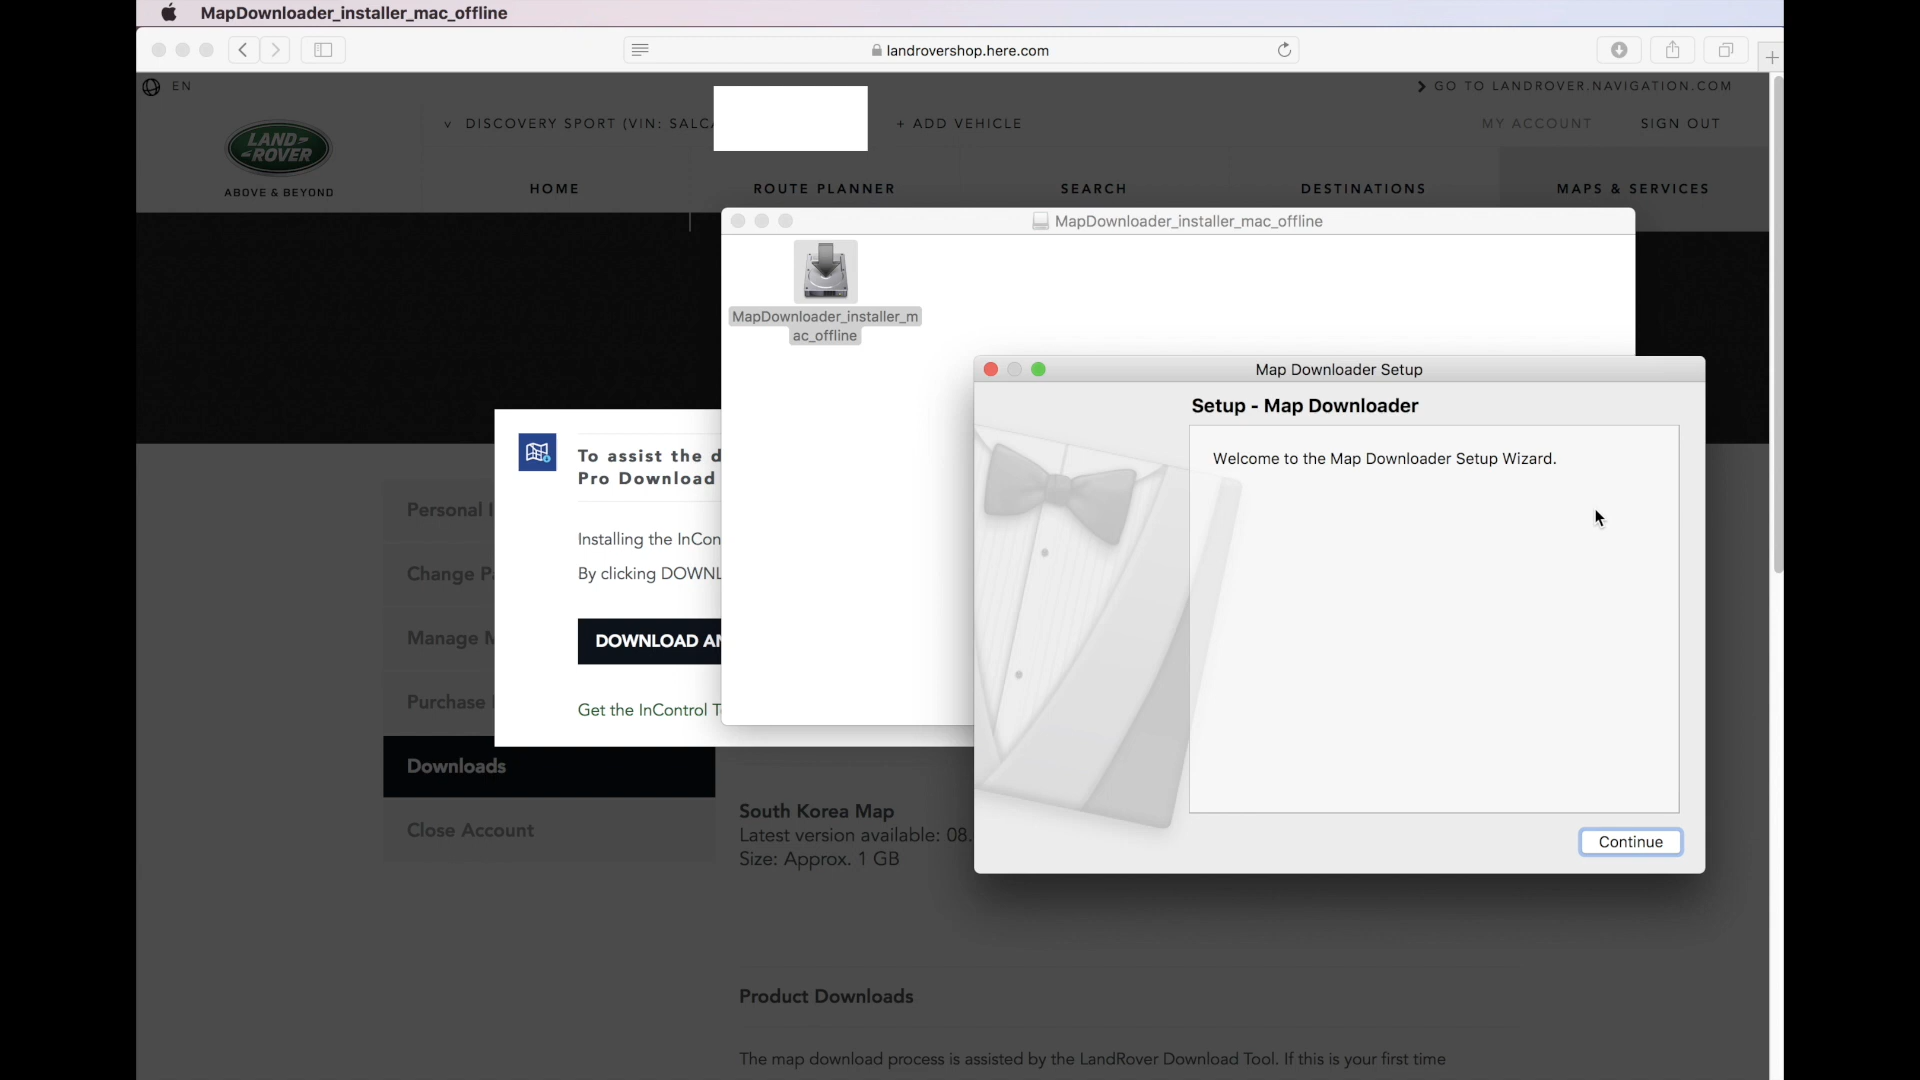 MapDownloader_installer_mac_offline
landrovershop.here.com
EN
GO TO LANDROVER.NAVIGATION.COM
DISCOVERY SPORT (VIN: SALCA
+ ADD VEHICLE
MY ACCOUNT
SIGN OUT
LAND
ROVER
ABOVE & BEYOND
HOME
ROUTE PLANNER
SEARCH
DESTINATIONS
MAPS & SERVICES
MapDownloader_installer_mac_offline
MapDownloader_installer_m
ac_offline
Map Downloader Setup
Setup - Map Downloader
Welcome to the Map Downloader Setup Wizard.
Continue
To assist the d
Pro Download
Installing the InCon
By clicking DOWNL
DOWNLOAD AN
Get the InControl T
Personal I
Change Pa
Manage M
Purchase
Downloads
Close Account
South Korea Map
Latest version available: 08.
Size: Approx. 1 GB
Product Downloads
The map download process is assisted by the LandRover Download Tool. If this is your first time